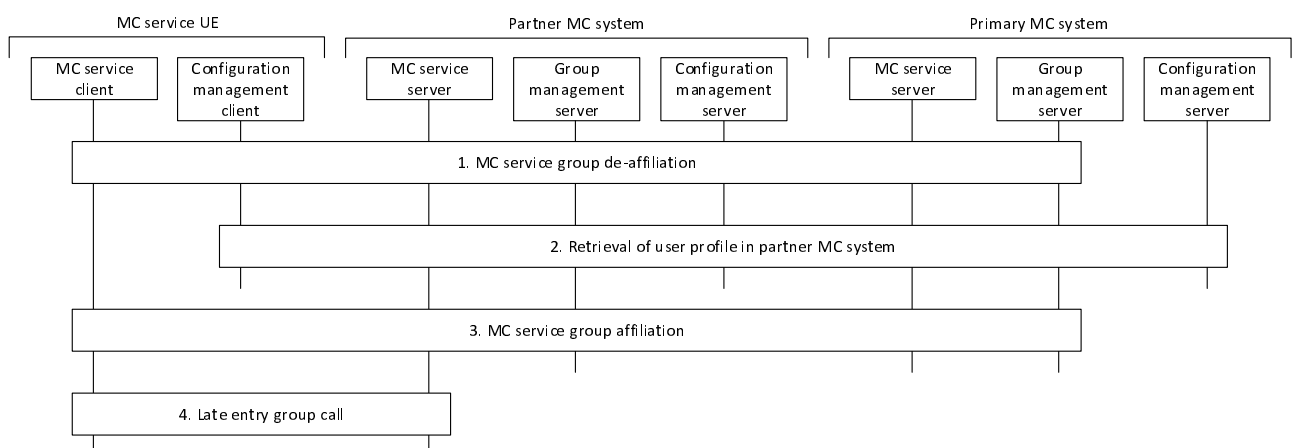 MC service UE
Partner MC system
Primary MC system
MC service
client
Configuration
management
client
MC service
server
Group
management
server
Configuration
management
server
MC service
server
Group
management
server
Configuration
management
server
1. MC service group de-affiliation
2. Retrieval of user profile in partner MC system
3. MC service group affiliation
4. Late entry group call